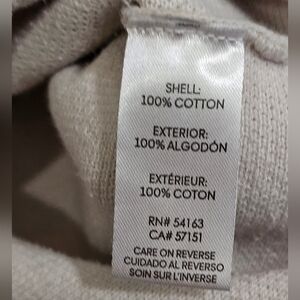 SHELL:
100% COTTON
EXTERIOR:
100% ALGODÓN
EXTÉRIEUR:
100% COTON
RN# 54163
CA# 57151
CARE ON REVERSE
CUIDADO AL REVERSO
SOIN SUR L'INVERSE